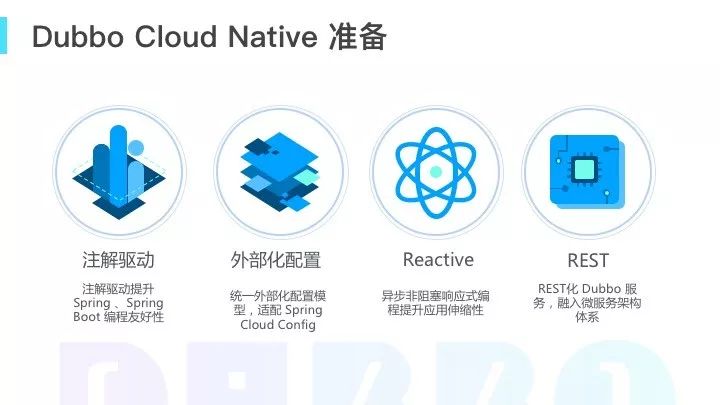 Dubbo Cloud Native 准备
注解驱动
外部化配置
Reactive
REST
注解驱动提升
Spring 、Spring
Boot 编程友好性
统一外部化配置模
型，适配 Spring
Cloud Config
异步非阻塞响应式编
程提升应用伸缩性
REST化 Dubbo 服
务，融入微服务架构
体系
DUBBO